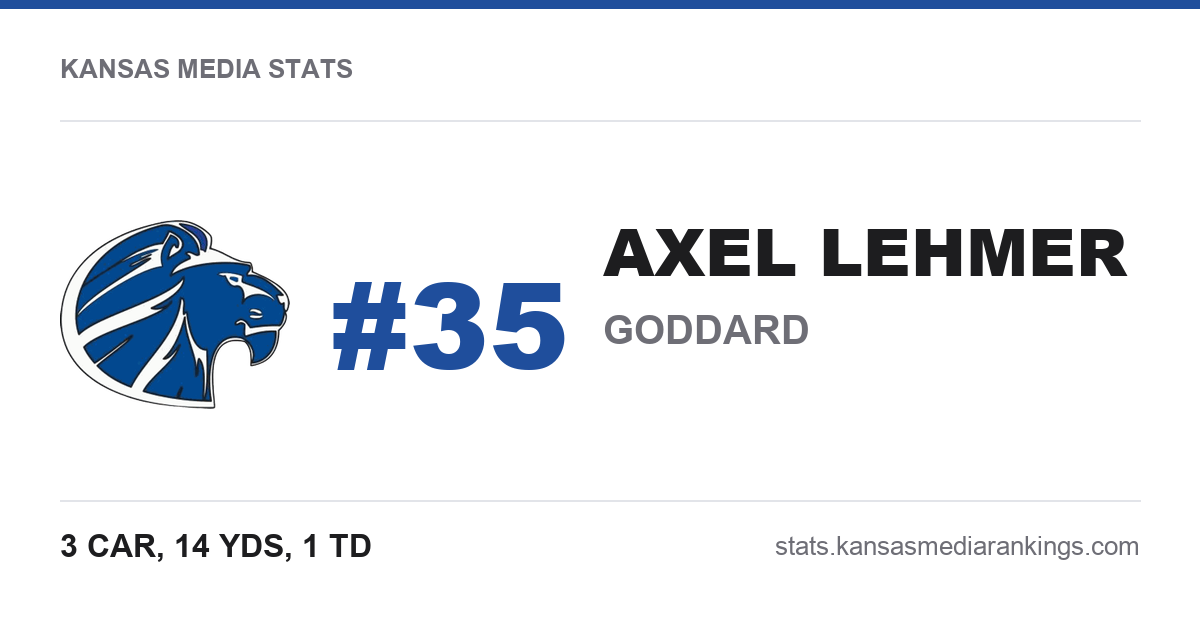 KANSAS MEDIA STATS
#35
AXEL LEHMER
GODDARD
3 CAR, 14 YDS, 1 TD
stats.kansasmediarankings.com